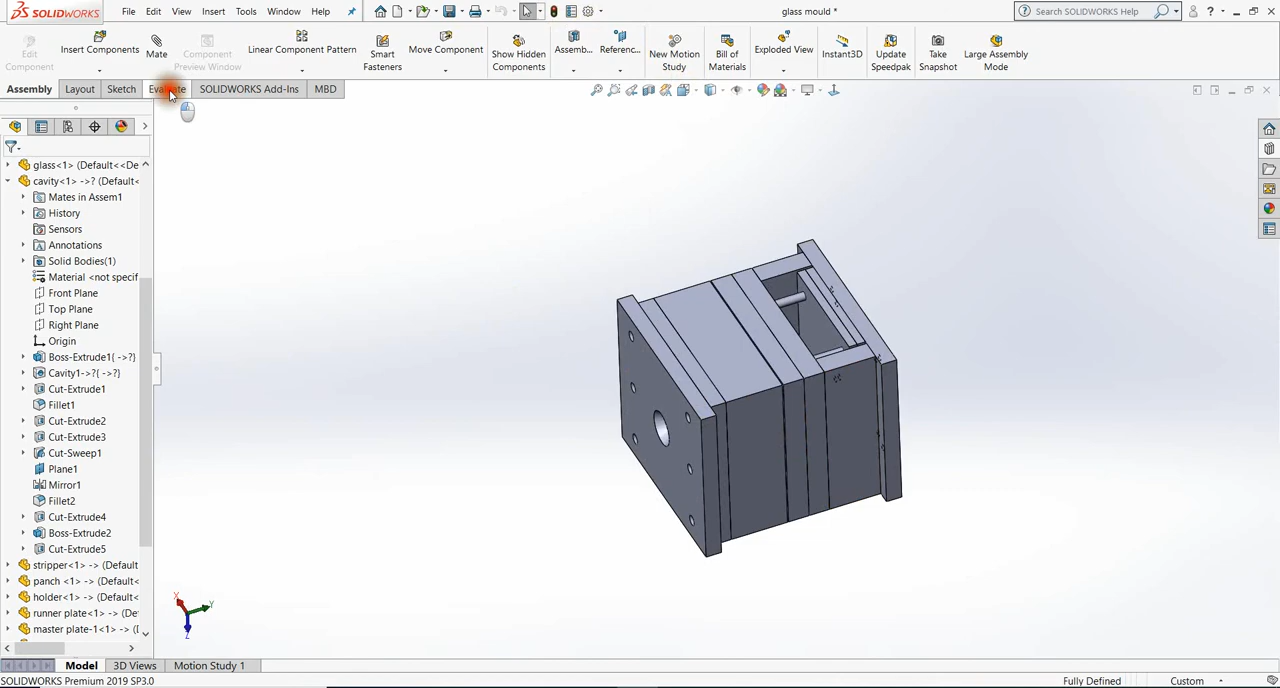 SOLIDWORKS File Edit View Insert Tools Window Help glass mould * Search SOLIDWORKS Help
Edit Component Insert Components Mate Component Preview Window Linear Component Pattern Smart Fasteners Move Component Show Hidden Components Assemb... Referenc... New Motion Study Bill of Materials Exploded View Instant3D Update Speedpak Take Snapshot Large Assembly Mode
Assembly Layout Sketch Evaluate SOLIDWORKS Add-Ins MBD
glass<1> (Default<<De
cavity<1> ->? (Default<
Mates in Assem1
History
Sensors
Annotations
Solid Bodies(1)
Material <not specif
Front Plane
Top Plane
Right Plane
Origin
Boss-Extrude1{ ->?}
Cavity1->?{ ->?}
Cut-Extrude1
Fillet1
Cut-Extrude2
Cut-Extrude3
Cut-Sweep1
Plane1
Mirror1
Fillet2
Cut-Extrude4
Boss-Extrude2
Cut-Extrude5
stripper<1> -> (Default
panch <1> -> (Default<
holder<1> -> (Default<
runner plate<1> -> (De
master plate-1<1> -> (D
X Y Z
Model 3D Views Motion Study 1
SOLIDWORKS Premium 2019 SP3.0 Fully Defined Custom